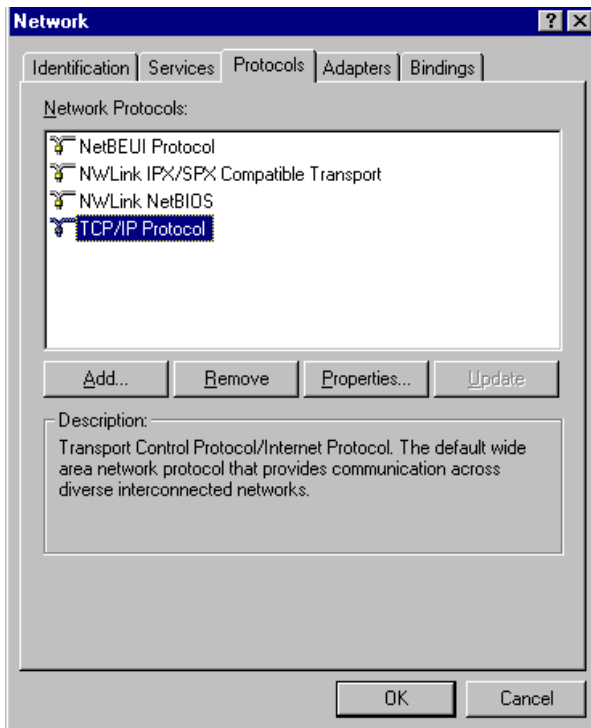 Network
Identification Services Protocols Adapters Bindings
Network Protocols:
NetBEUI Protocol
NWLink IPX/SPX Compatible Transport
NWLink NetBIOS
TCP/IP Protocol
Add... Remove Properties... Update
Description:
Transport Control Protocol/Internet Protocol. The default wide
area network protocol that provides communication across
diverse interconnected networks.
OK Cancel